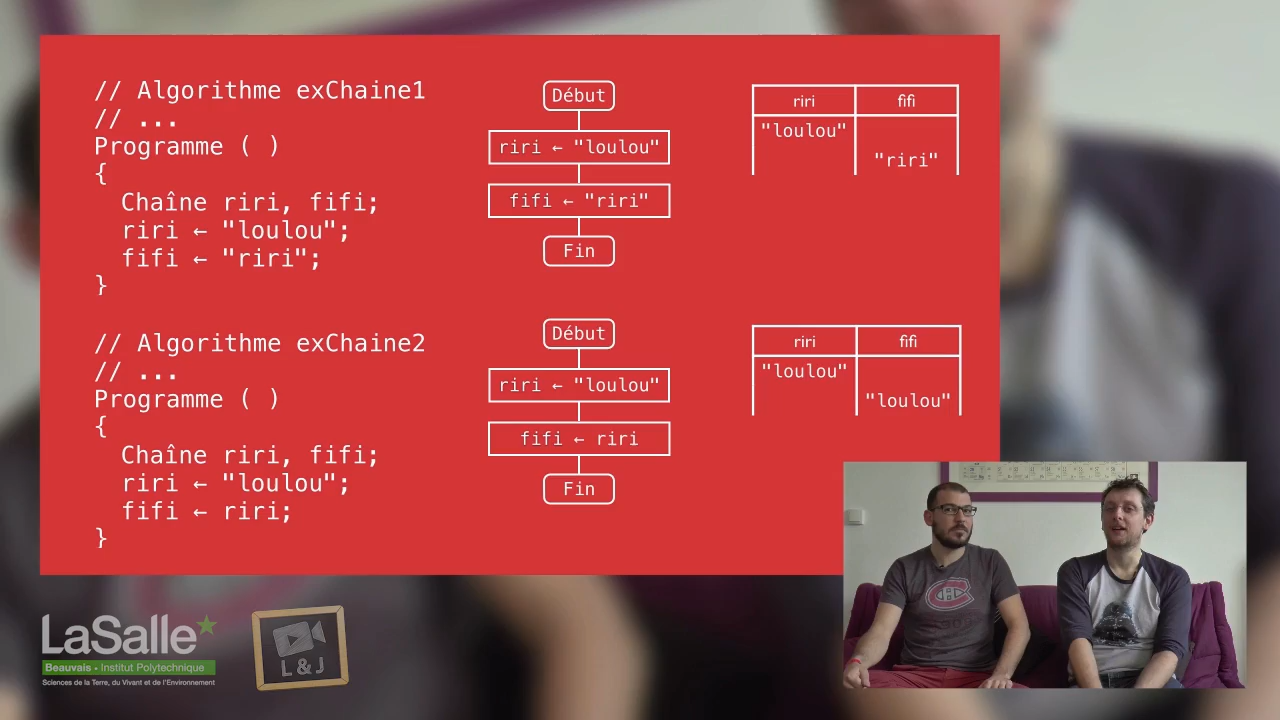 // Algorithme exChaine1
// ...
Programme ( )
{
Chaîne riri, fifi;
riri ← "loulou";
fifi ← "riri";
}
Début
riri ← "loulou"
fifi ← "riri"
Fin
riri fifi
"loulou"
"riri"
// Algorithme exChaine2
// ...
Programme ( )
{
Chaîne riri, fifi;
riri ← "loulou";
fifi ← riri;
}
Début
riri ← "loulou"
fifi ← riri
Fin
riri fifi
"loulou"
"loulou"
LaSalle
Beauvais • Institut Polytechnique
Sciences de la Terre, du Vivant et de l'Environnement
L & J